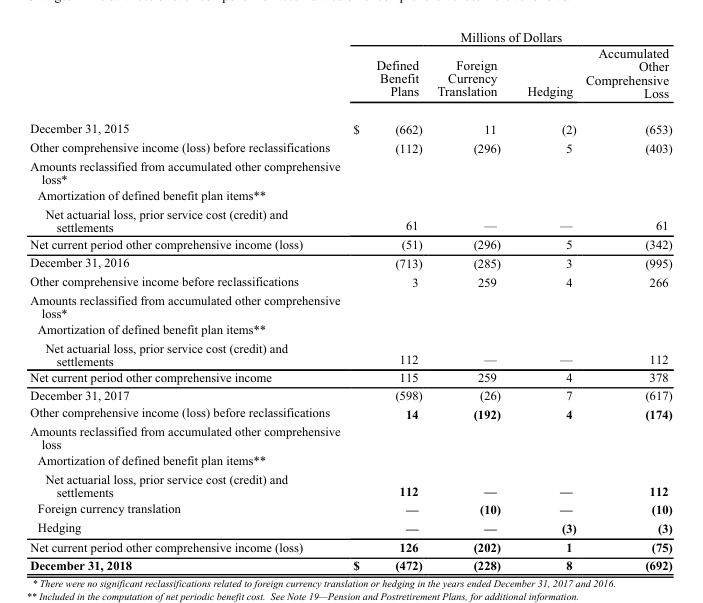 Millions of Dollars
Defined Benefit Plans Foreign Currency Translation Hedging Accumulated Other Comprehensive Loss
December 31, 2015 $ (662) 11 (2) (653)
Other comprehensive income (loss) before reclassifications (112) (296) 5 (403)
Amounts reclassified from accumulated other comprehensive
loss*
Amortization of defined benefit plan items**
Net actuarial loss, prior service cost (credit) and
settlements 61 — — 61
Net current period other comprehensive income (loss) (51) (296) 5 (342)
December 31, 2016 (713) (285) 3 (995)
Other comprehensive income before reclassifications 3 259 4 266
Amounts reclassified from accumulated other comprehensive
loss*
Amortization of defined benefit plan items**
Net actuarial loss, prior service cost (credit) and
settlements 112 — — 112
Net current period other comprehensive income 115 259 4 378
December 31, 2017 (598) (26) 7 (617)
Other comprehensive income (loss) before reclassifications 14 (192) 4 (174)
Amounts reclassified from accumulated other comprehensive
loss
Amortization of defined benefit plan items**
Net actuarial loss, prior service cost (credit) and
settlements 112 — — 112
Foreign currency translation — (10) — (10)
Hedging — — (3) (3)
Net current period other comprehensive income (loss) 126 (202) 1 (75)
December 31, 2018 $ (472) (228) 8 (692)
* There were no significant reclassifications related to foreign currency translation or hedging in the years ended December 31, 2017 and 2016.
** Included in the computation of net periodic benefit cost. See Note 19—Pension and Postretirement Plans, for additional information.